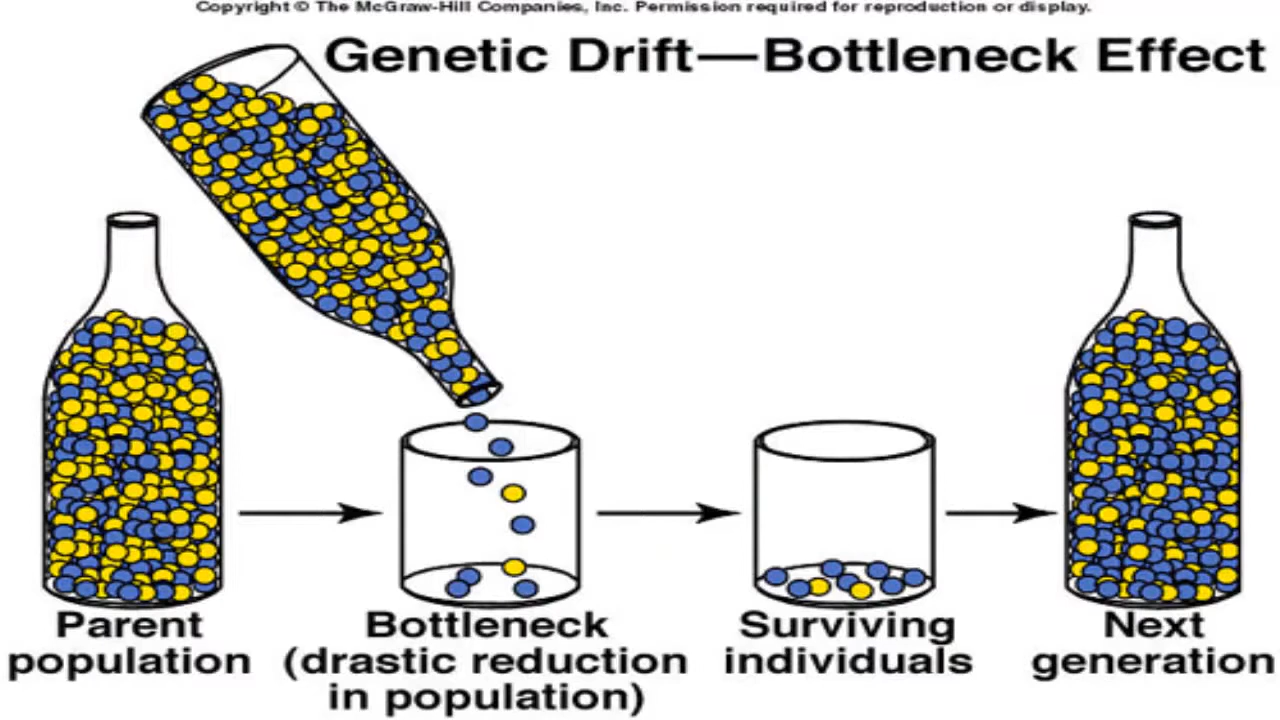 Copyright © The McGraw-Hill Companies, Inc. Permission required for reproduction or display.
Genetic Drift—Bottleneck Effect
Parent
population
Bottleneck
(drastic reduction
in population)
Surviving
individuals
Next
generation